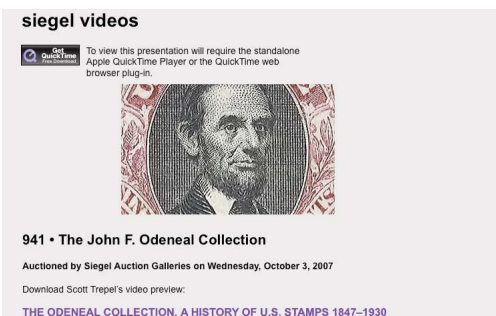 siegel videos
Get
QuickTime
Free Download
To view this presentation will require the standalone
Apple QuickTime Player or the QuickTime web
browser plug-in.
941 • The John F. Odeneal Collection
Auctioned by Siegel Auction Galleries on Wednesday, October 3, 2007
Download Scott Trepel's video preview:
THE ODENEAL COLLECTION, A HISTORY OF U.S. STAMPS 1847–1930